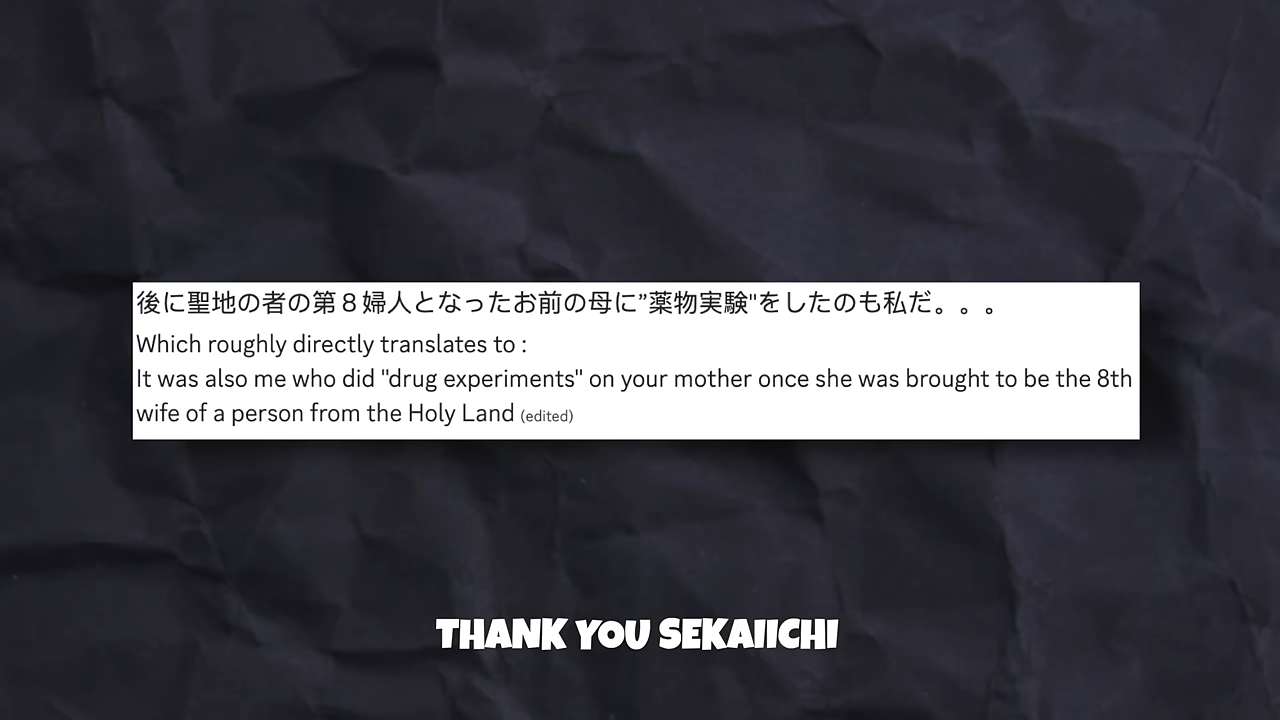 後に聖地の者の第８婦人となったお前の母に”薬物実験"をしたのも私だ。。。
Which roughly directly translates to :
It was also me who did "drug experiments" on your mother once she was brought to be the 8th
wife of a person from the Holy Land (edited)
THANK YOU SEKAIICHI